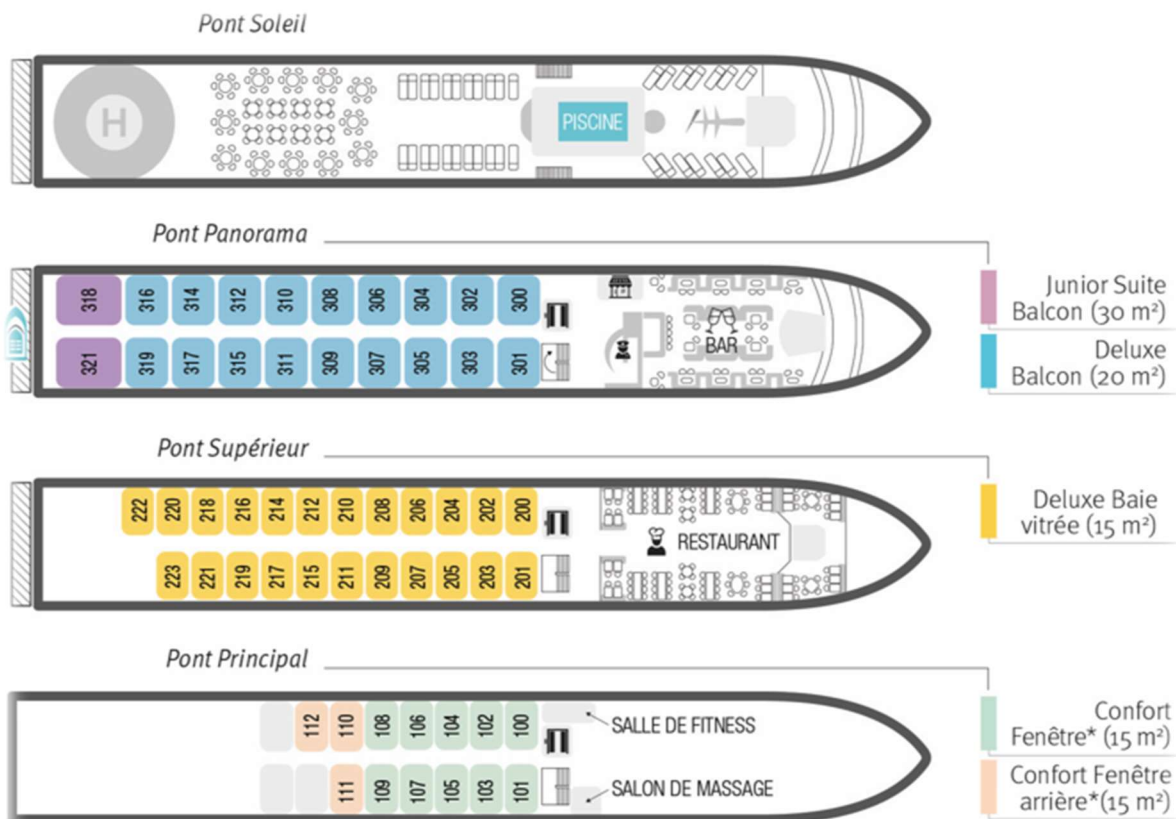 Pont Soleil
H
PISCINE
Pont Panorama
318 316 314 312 310 308 306 304 302 300
321 319 317 315 311 309 307 305 303 301
BAR
Junior Suite
Balcon (30 m²)
Deluxe
Balcon (20 m²)
Pont Supérieur
222 220 218 216 214 212 210 208 206 204 202 200
223 221 219 217 215 211 209 207 205 203 201
RESTAURANT
Deluxe Baie
vitrée (15 m²)
Pont Principal
112 110 108 106 104 102 100
SALLE DE FITNESS
111 109 107 105 103 101
SALON DE MASSAGE
Confort
Fenêtre* (15 m²)
Confort Fenêtre
arrière*(15 m²)